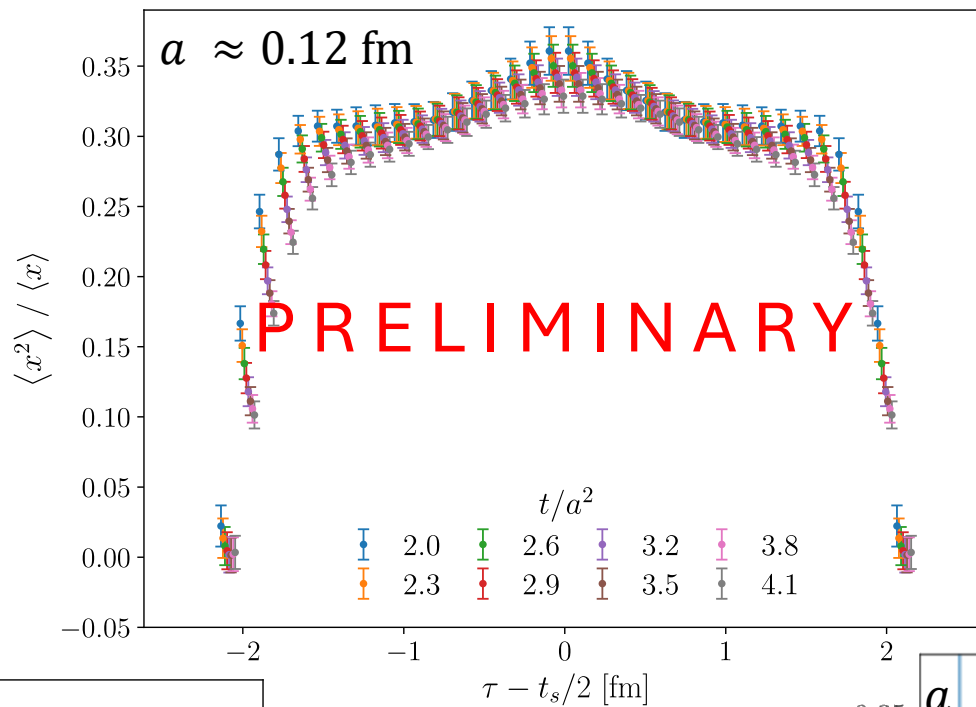 a ≈ 0.12 fm
0.35
0.30
0.25
0.20
0.15
0.10
0.05
0.00
−0.05
⟨x²⟩ / ⟨x⟩
PRELIMINARY
t/a²
2.0 2.6 3.2 3.8
2.3 2.9 3.5 4.1
−2 −1 0 1 2
τ − tₛ/2 [fm]
a